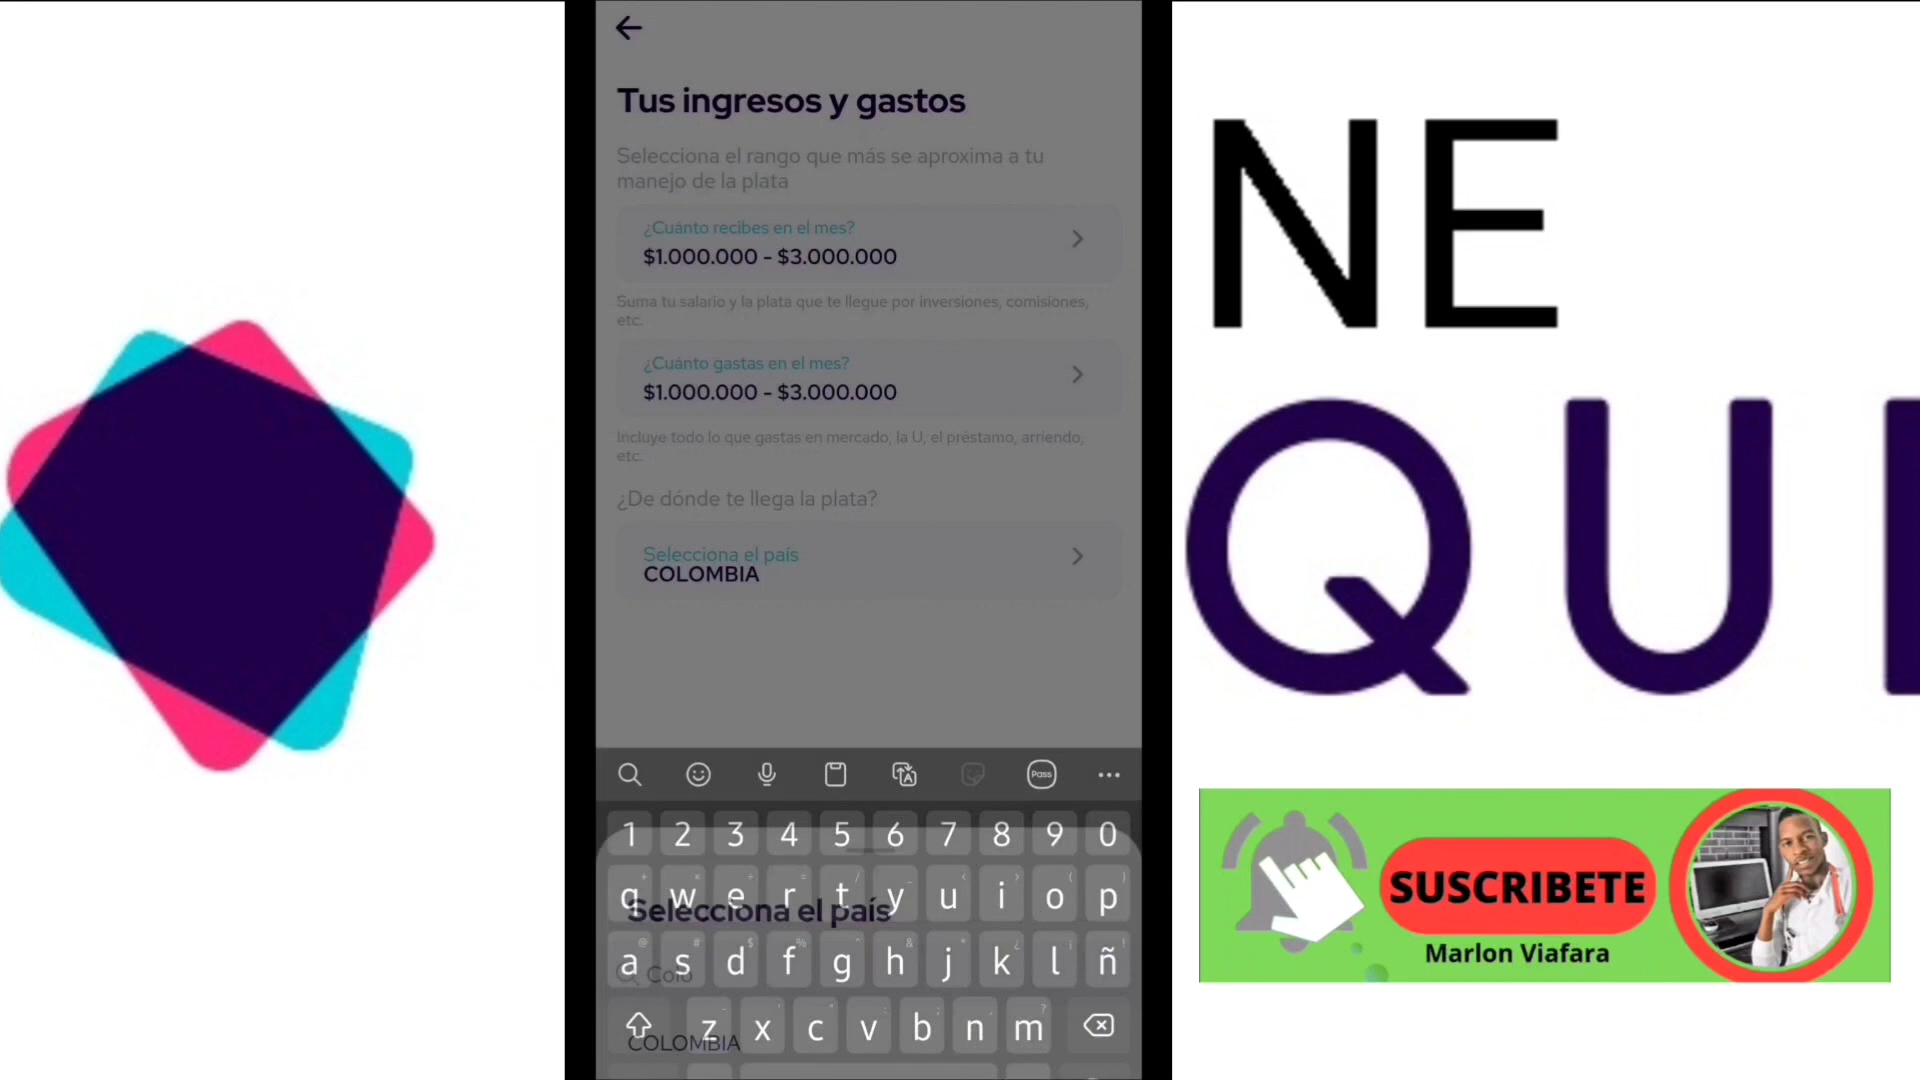 Tus ingresos y gastos
Selecciona el rango que más se aproxima a tu
manejo de la plata
¿Cuánto recibes en el mes?
$1.000.000 - $3.000.000
Suma tu salario y la plata que te llegue por inversiones, comisiones,
etc.
¿Cuánto gastas en el mes?
$1.000.000 - $3.000.000
Incluye todo lo que gastas en mercado, la U, el préstamo, arriendo,
etc.
¿De dónde te llega la plata?
Selecciona el país
COLOMBIA
Pass
1 2 3 4 5 6 7 8 9 0
q w e r t y u i o p
Selecciona el país
a s d f g h j k l ñ
Colo
z x c v b n m
COLOMBIA
NE
QU
SUSCRIBETE
Marlon Viafara